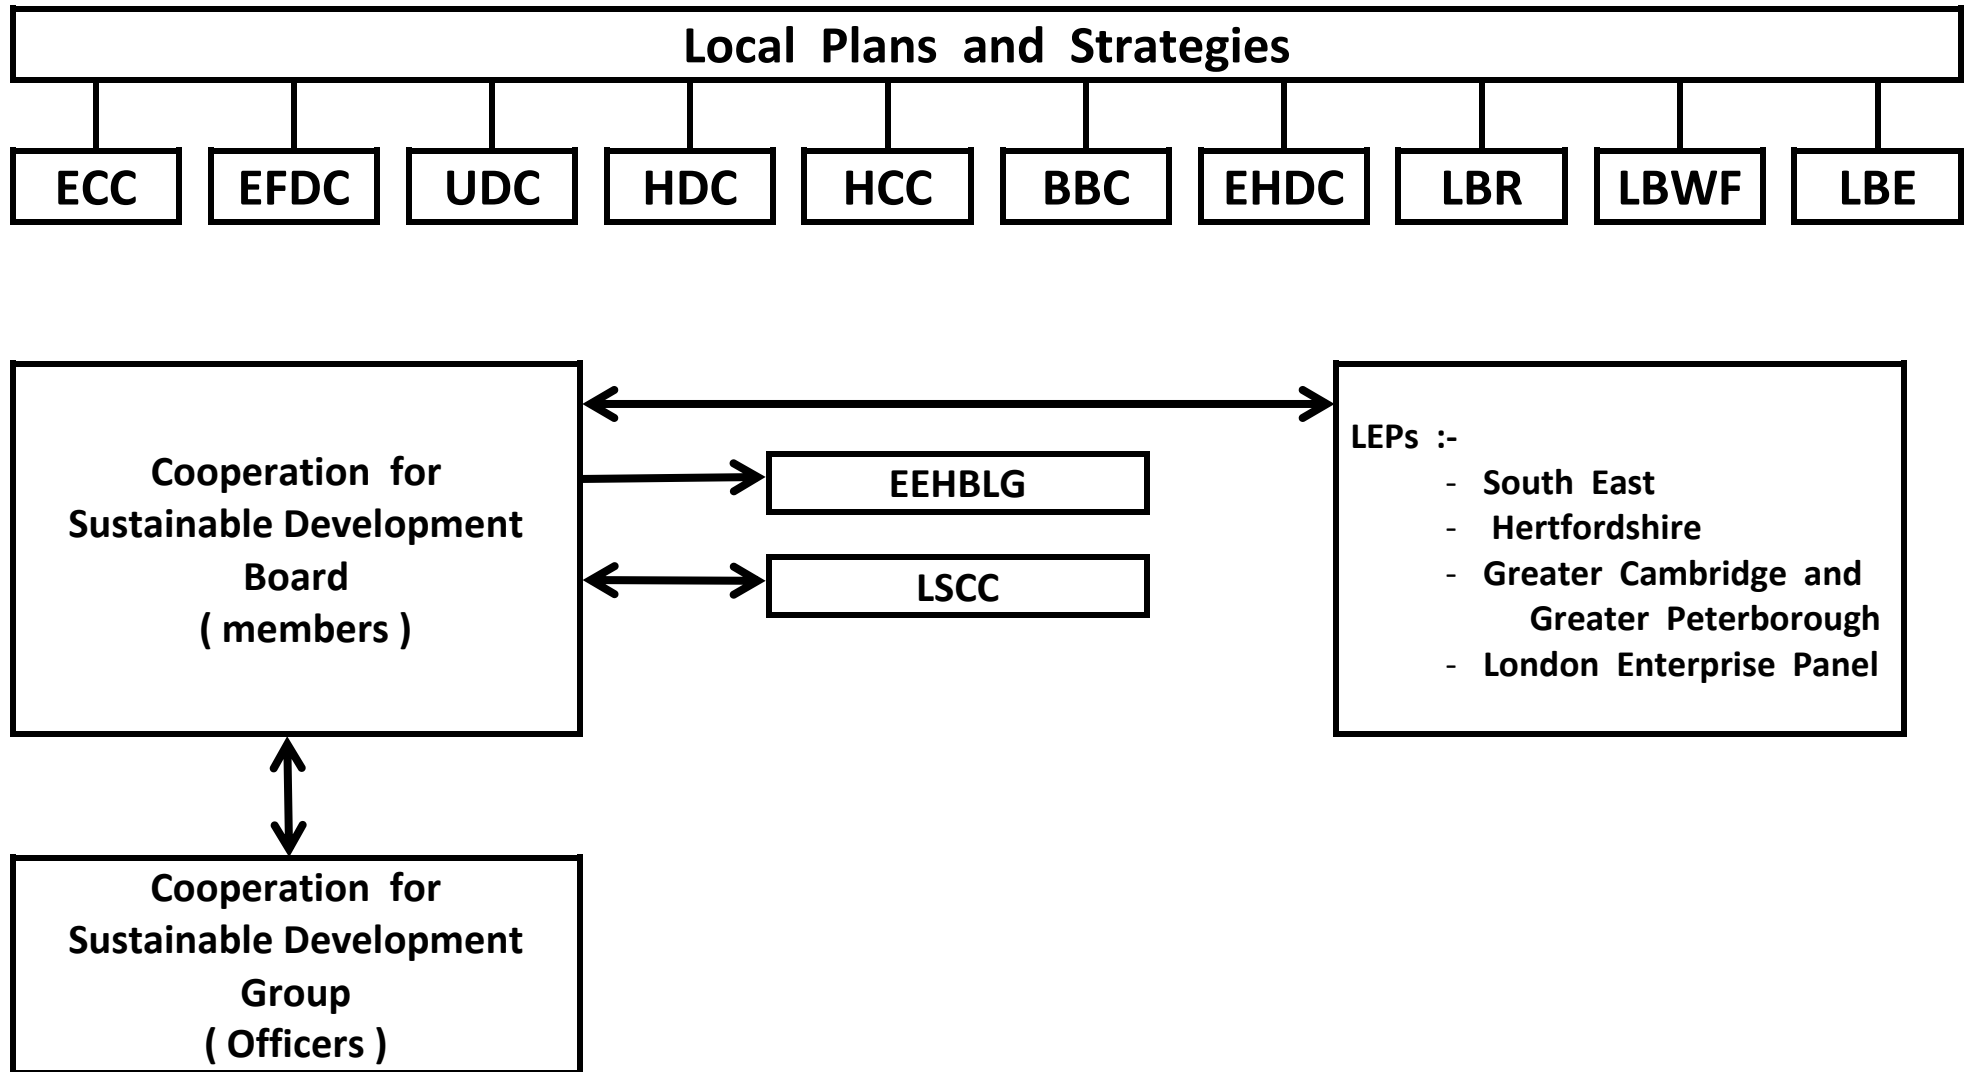 Local Plans and Strategies
ECC EFDC UDC HDC HCC BBC EHDC LBR LBWF LBE
Cooperation for
Sustainable Development
Board
( members )
EEHBLG
LSCC
LEPs :-
- South East
- Hertfordshire
- Greater Cambridge and
Greater Peterborough
- London Enterprise Panel
Cooperation for
Sustainable Development
Group
( Officers )